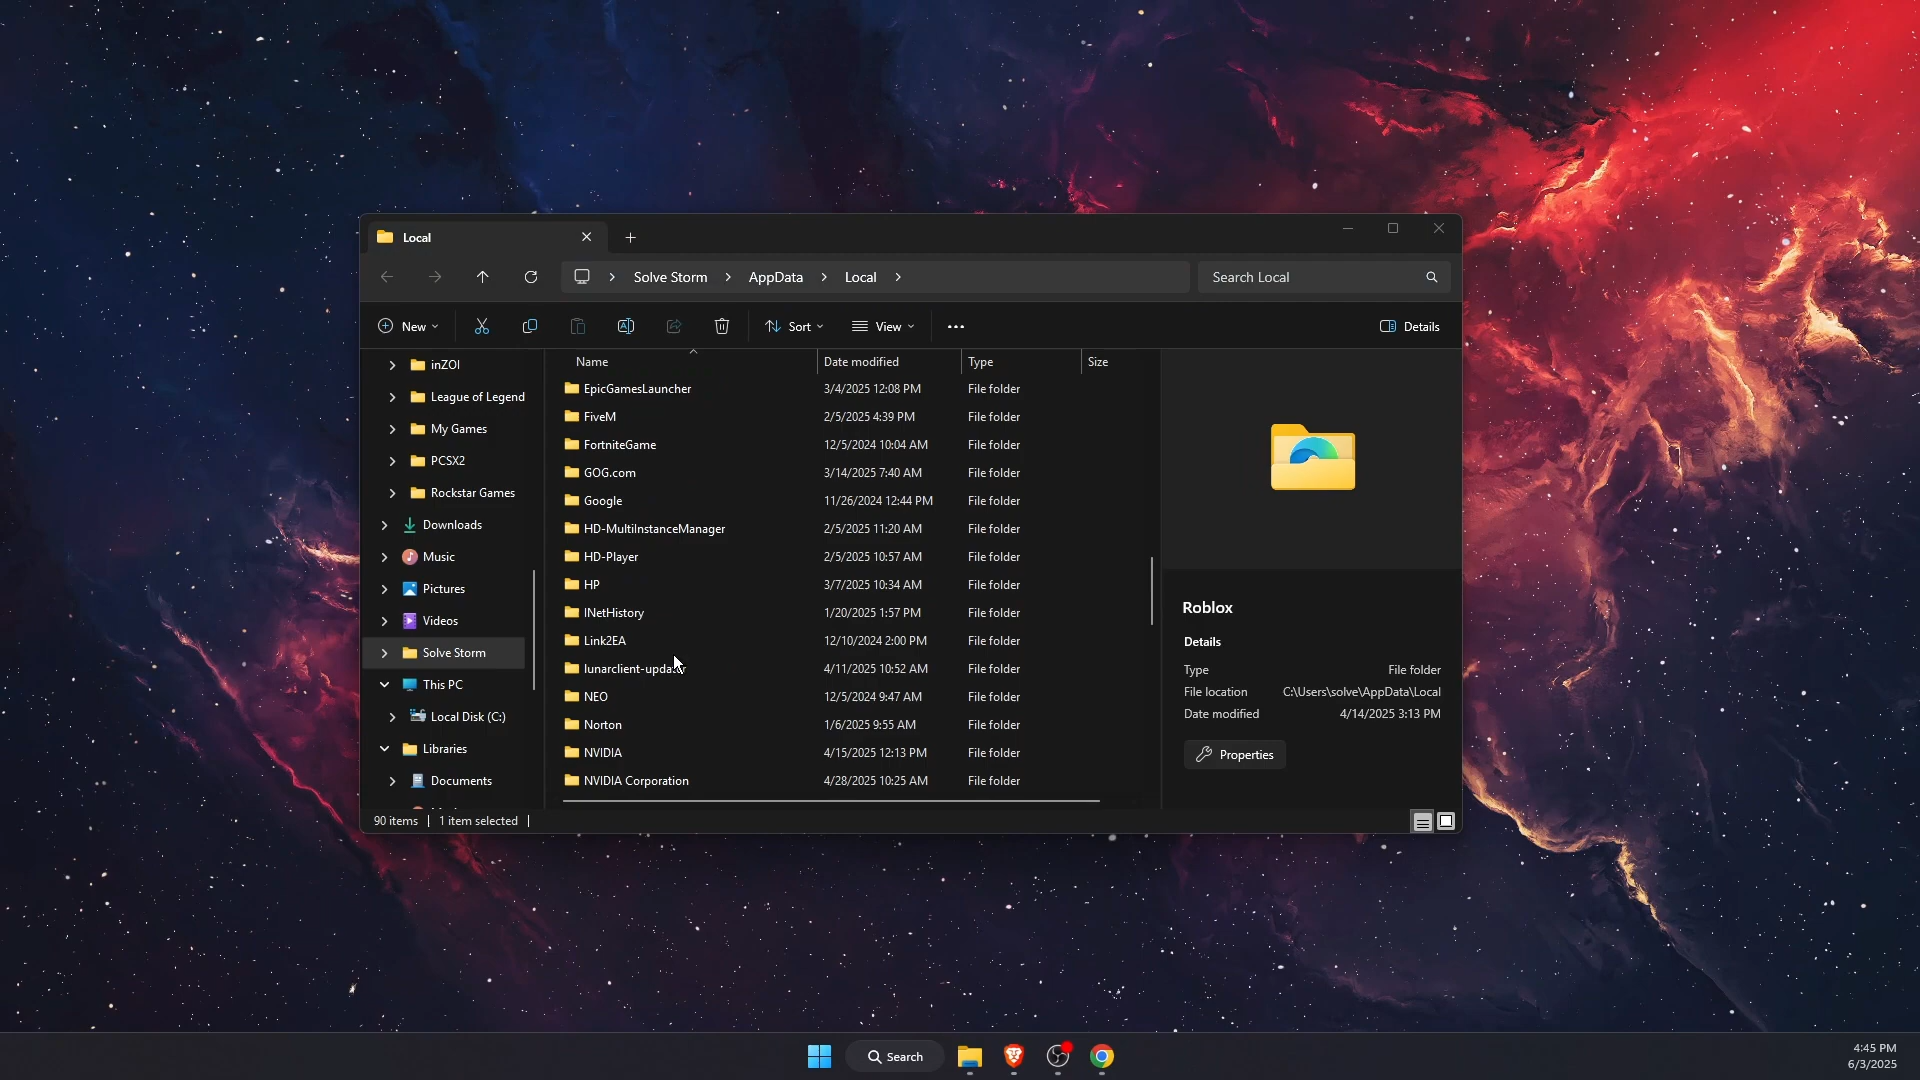 Local
Solve Storm
AppData
Local
Search Local
New
Sort
View
Details
inZOI
League of Legend
My Games
PCSX2
Rockstar Games
Downloads
Music
Pictures
Videos
Solve Storm
This PC
Local Disk (C:)
Libraries
Documents
Name Date modified Type Size
EpicGamesLauncher 3/4/2025 12:08 PM File folder
FiveM 2/5/2025 4:39 PM File folder
FortniteGame 12/5/2024 10:04 AM File folder
GOG.com 3/14/2025 7:40 AM File folder
Google 11/26/2024 12:44 PM File folder
HD-MultiInstanceManager 2/5/2025 11:20 AM File folder
HD-Player 2/5/2025 10:57 AM File folder
HP 3/7/2025 10:34 AM File folder
INetHistory 1/20/2025 1:57 PM File folder
Link2EA 12/10/2024 2:00 PM File folder
lunarclient-updater 4/11/2025 10:52 AM File folder
NEO 12/5/2024 9:47 AM File folder
Norton 1/6/2025 9:55 AM File folder
NVIDIA 4/15/2025 12:13 PM File folder
NVIDIA Corporation 4/28/2025 10:25 AM File folder
Roblox
Details
Type File folder
File location C:\Users\solve\AppData\Local
Date modified 4/14/2025 3:13 PM
Properties
90 items
1 item selected
Search
4:45 PM
6/3/2025